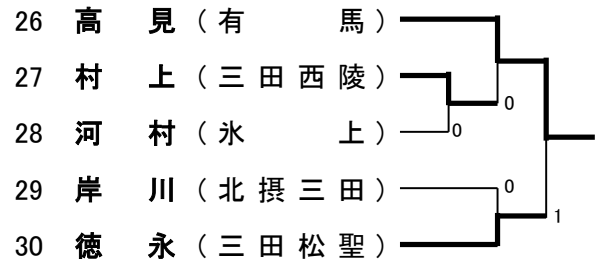 26 高 見 ( 有 馬 )
27 村 上 ( 三 田 西 陵 ) 0
28 河 村 ( 氷 上 ) 0
29 岸 川 ( 北 摂 三 田 ) 0
1
30 徳 永 ( 三 田 松 聖 )